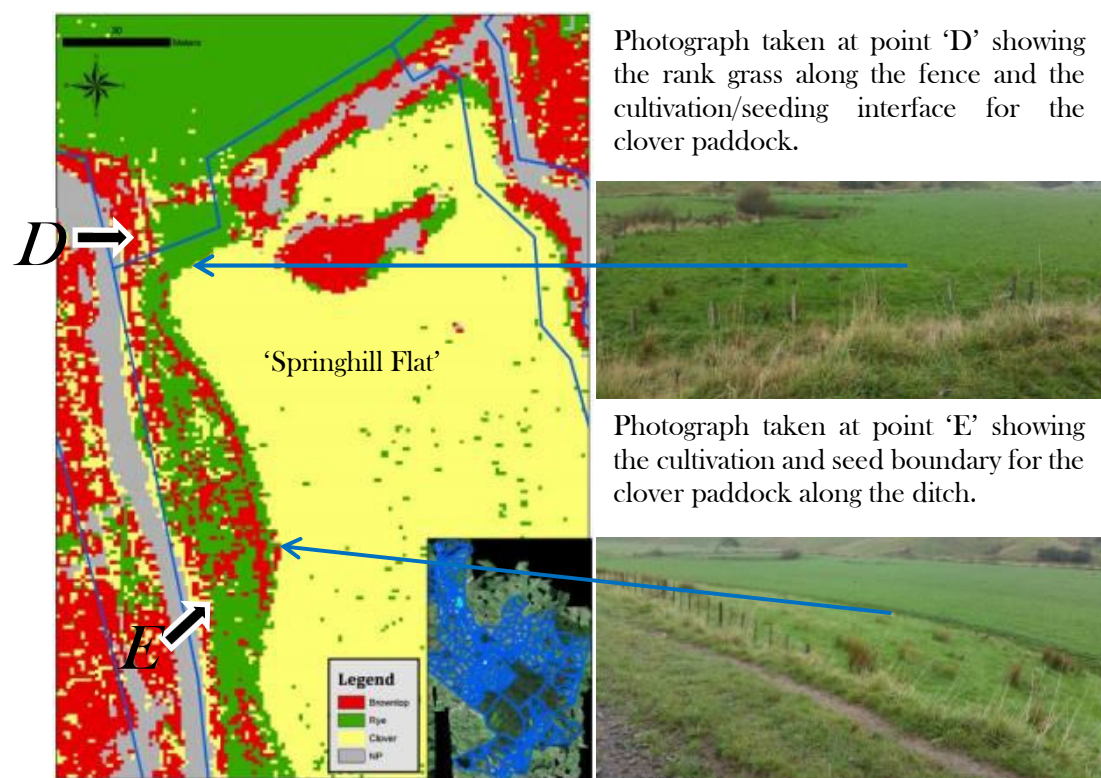 30
Meters
D
'Springhill Flat'
E
Legend
Browntop
Rye
Clover
NP
Photograph taken at point 'D' showing
the rank grass along the fence and the
cultivation/seeding interface for the
clover paddock.
Photograph taken at point 'E' showing
the cultivation and seed boundary for the
clover paddock along the ditch.